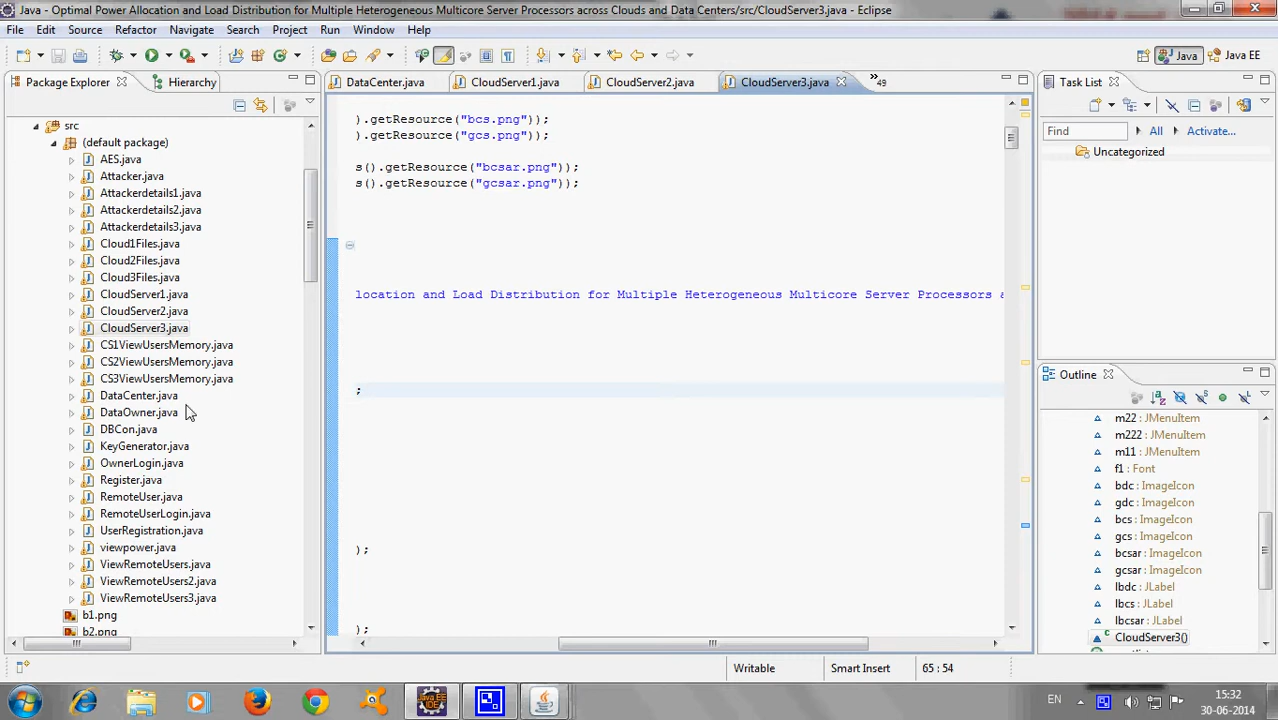 Java - Optimal Power Allocation and Load Distribution for Multiple Heterogeneous Multicore Server Processors across Clouds and Data Centers/src/CloudServer3.java - Eclipse
File Edit Source Refactor Navigate Search Project Run Window Help
Java Java EE
Package Explorer Hierarchy
DataCenter.java CloudServer1.java CloudServer2.java CloudServer3.java »49
Task List
Find All Activate...
Uncategorized
src
(default package)
AES.java
Attacker.java
Attackerdetails1.java
Attackerdetails2.java
Attackerdetails3.java
Cloud1Files.java
Cloud2Files.java
Cloud3Files.java
CloudServer1.java
CloudServer2.java
CloudServer3.java
CS1ViewUsersMemory.java
CS2ViewUsersMemory.java
CS3ViewUsersMemory.java
DataCenter.java
DataOwner.java
DBCon.java
KeyGenerator.java
OwnerLogin.java
Register.java
RemoteUser.java
RemoteUserLogin.java
UserRegistration.java
viewpower.java
ViewRemoteUsers.java
ViewRemoteUsers2.java
ViewRemoteUsers3.java
b1.png
b2.png
).getResource("bcs.png"));
).getResource("gcs.png"));
s().getResource("bcsar.png"));
s().getResource("gcsar.png"));
location and Load Distribution for Multiple Heterogeneous Multicore Server Processors a
;
);
);
Outline
m22 : JMenuItem
m222 : JMenuItem
m11 : JMenuItem
f1 : Font
bdc : ImageIcon
gdc : ImageIcon
bcs : ImageIcon
gcs : ImageIcon
bcsar : ImageIcon
gcsar : ImageIcon
lbdc : JLabel
lbcs : JLabel
lbcsar : JLabel
CloudServer3()
Writable Smart Insert 65 : 54
EN
15:32
30-06-2014